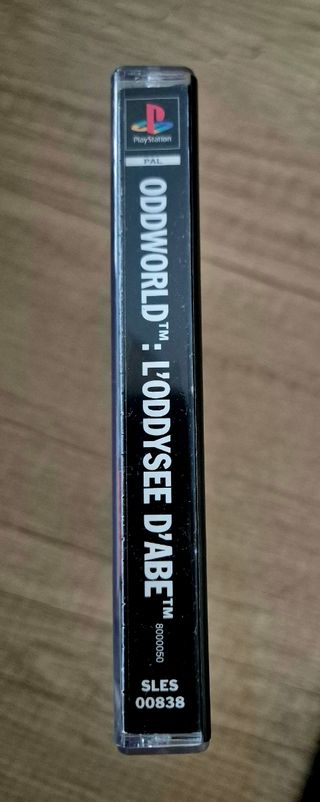 PlayStation
PAL
ODDWORLD™: L'ODDYSEE D'ABE™
8000050
SLES
00838